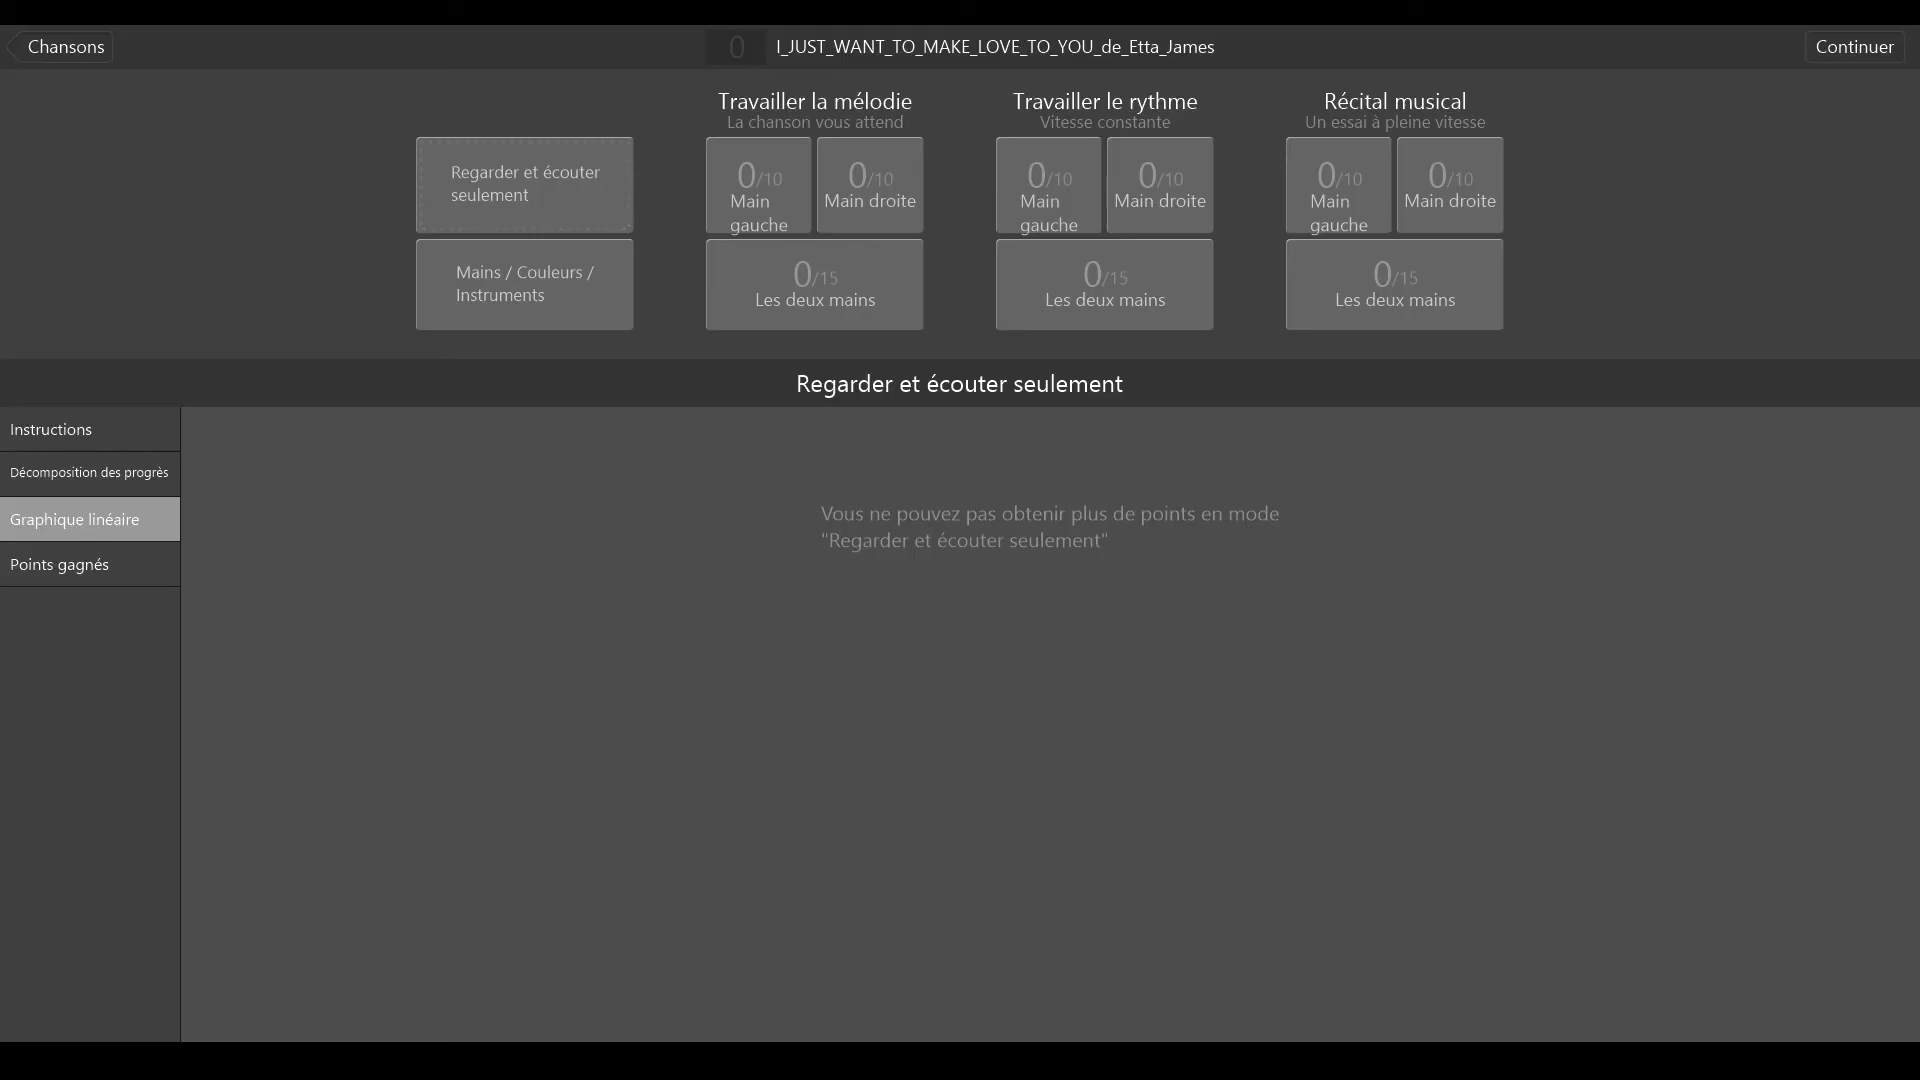 Chansons
0
I_JUST_WANT_TO_MAKE_LOVE_TO_YOU_de_Etta_James
Continuer
Travailler la mélodie
La chanson vous attend
Travailler le rythme
Vitesse constante
Récital musical
Un essai à pleine vitesse
Regarder et écouter
seulement
0/10
Main
gauche
0/10
Main droite
0/10
Main
gauche
0/10
Main droite
0/10
Main
gauche
0/10
Main droite
Mains / Couleurs /
Instruments
0/15
Les deux mains
0/15
Les deux mains
0/15
Les deux mains
Regarder et écouter seulement
Instructions
Décomposition des progrès
Graphique linéaire
Points gagnés
Vous ne pouvez pas obtenir plus de points en mode
"Regarder et écouter seulement"